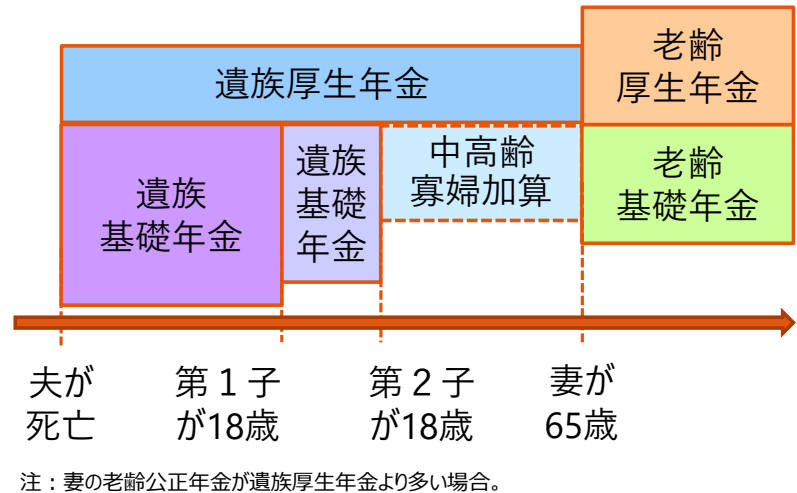 遺族厚生年金
老齢
厚生年金
遺族
基礎年金
遺族
基礎
年金
中高齢
寡婦加算
老齢
基礎年金
夫が
死亡
第１子
が18歳
第２子
が18歳
妻が
65歳
注：妻の老齢公正年金が遺族厚生年金より多い場合。